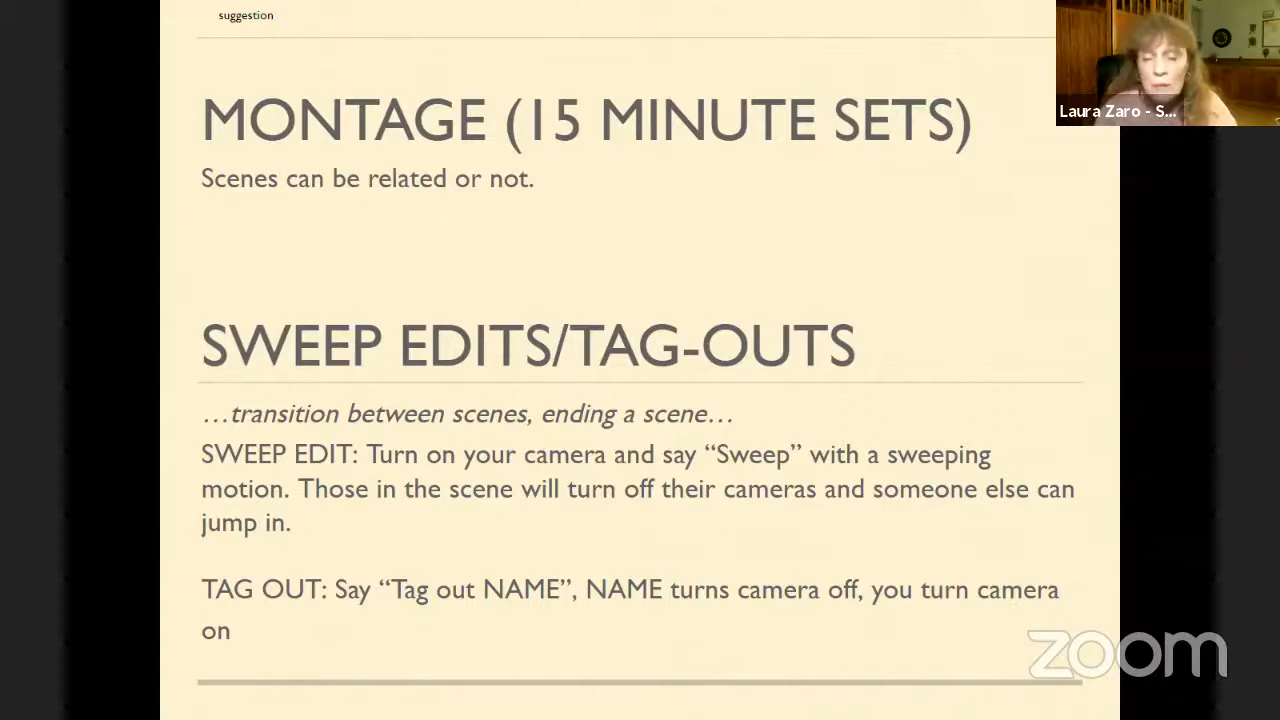 suggestion
Laura Zaro - S...
MONTAGE (15 MINUTE SETS)
Scenes can be related or not.
SWEEP EDITS/TAG-OUTS
…transition between scenes, ending a scene…
SWEEP EDIT: Turn on your camera and say “Sweep” with a sweeping
motion. Those in the scene will turn off their cameras and someone else can
jump in.
TAG OUT: Say “Tag out NAME”, NAME turns camera off, you turn camera
on
zoom